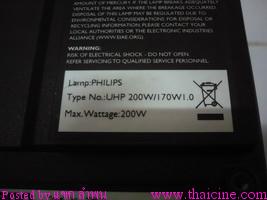 AMOUNT OF MERCURY. IF THE LAMP BREAKS ADEQUATELY
VENTILATE THE AREA WHERE THE BREAKAGE OCCURRED
DISPOSAL OF THIS LAMP MAY BE REGULATED DUE TO
ENVIRONMENTAL CONSIDERATIONS FOR DISPOSAL OR
RECYCLING INFORMATION, PLEASE CONTACT YOUR
LOCAL AUTHORITIES OR THE ELECTRONIC INDUSTRIES
ALLIANCE (WWW.EIAE.ORG).
WARNING:
RISK OF ELECTRICAL SHOCK - DO NOT OPEN
REFER SERVICING TO QUALIFIED SERVICE PERSONNEL
Lamp:PHILIPS
Type No.:UHP 200W/170W1.0
Max.Wattage:200W
Posted by
www.thaicine.com